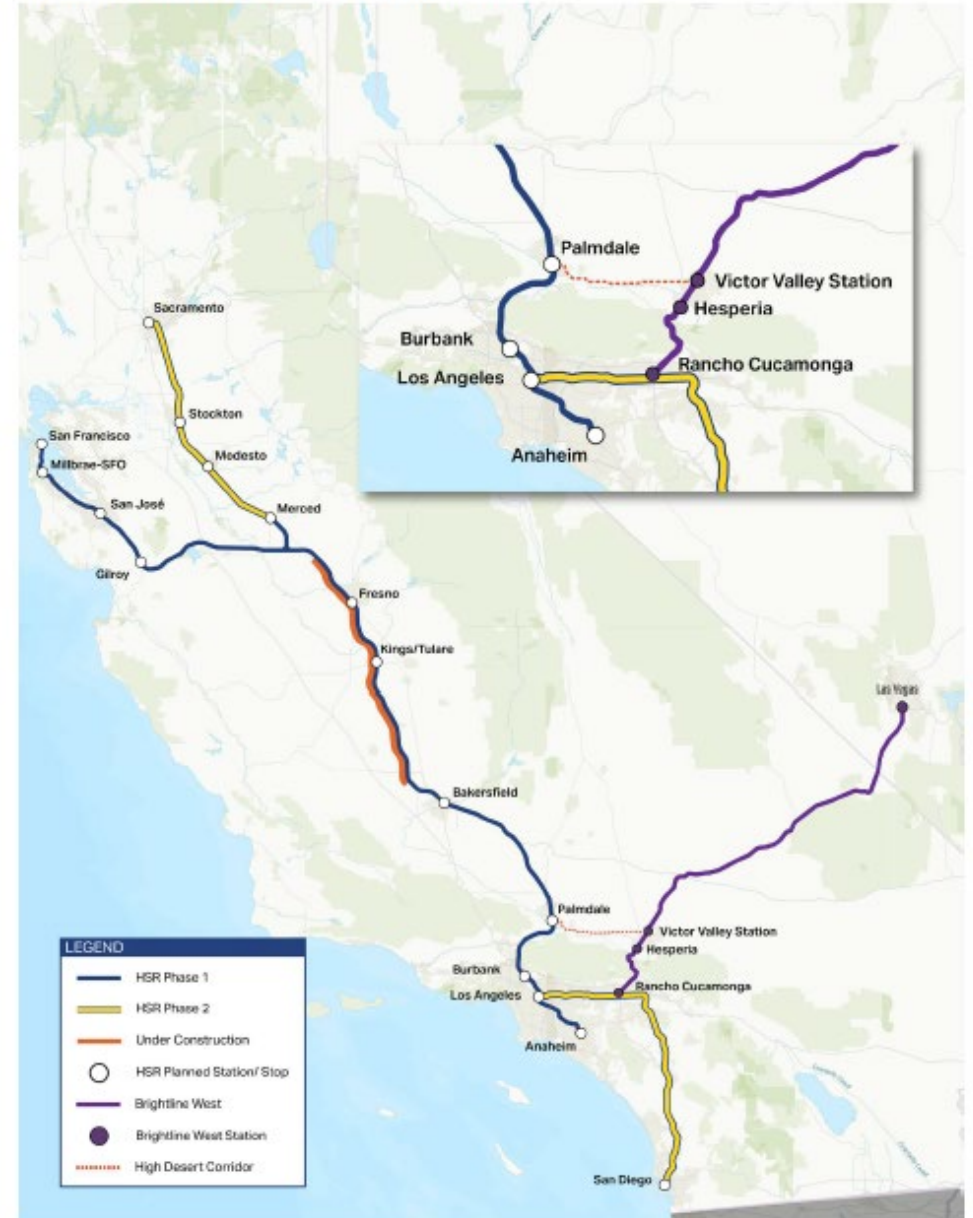 Palmdale
Victor Valley Station
Hesperia
Burbank
Rancho Cucamonga
Los Angeles
Anaheim
Sacramento
Stockton
San Francisco
Modesto
Millbrae-SFO
San José
Merced
Gilroy
Fresno
Kings/Tulare
Las Vegas
Bakersfield
Palmdale
Victor Valley Station
Hesperia
Burbank
Rancho Cucamonga
Los Angeles
Anaheim
San Diego
LEGEND
HSR Phase 1
HSR Phase 2
Under Construction
HSR Planned Station/ Stop
Brightline West
Brightline West Station
High Desert Corridor